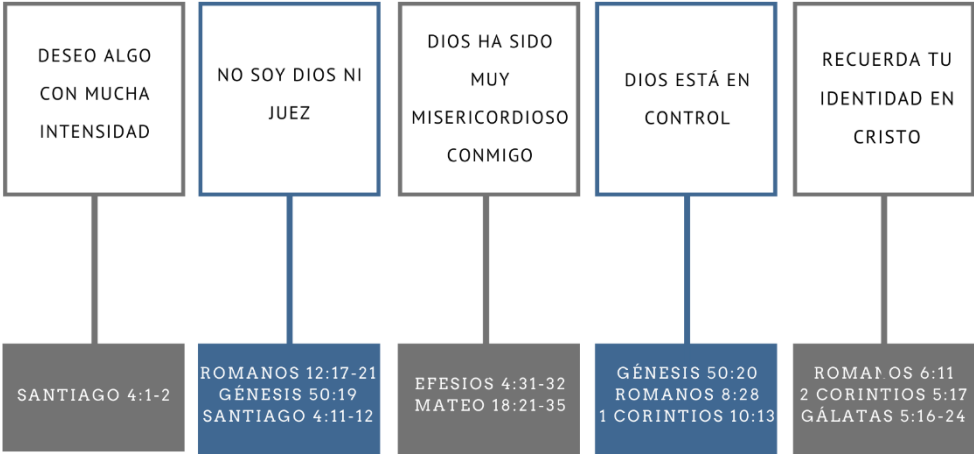 DESEO ALGO
CON MUCHA
INTENSIDAD
NO SOY DIOS NI
JUEZ
DIOS HA SIDO
MUY
MISERICORDIOSO
CONMIGO
DIOS ESTÁ EN
CONTROL
RECUERDA TU
IDENTIDAD EN
CRISTO
SANTIAGO 4:1-2
ROMANOS 12:17-21
GÉNESIS 50:19
SANTIAGO 4:11-12
EFESIOS 4:31-32
MATEO 18:21-35
GÉNESIS 50:20
ROMANOS 8:28
1 CORINTIOS 10:13
ROMANOS 6:11
2 CORINTIOS 5:17
GÁLATAS 5:16-24